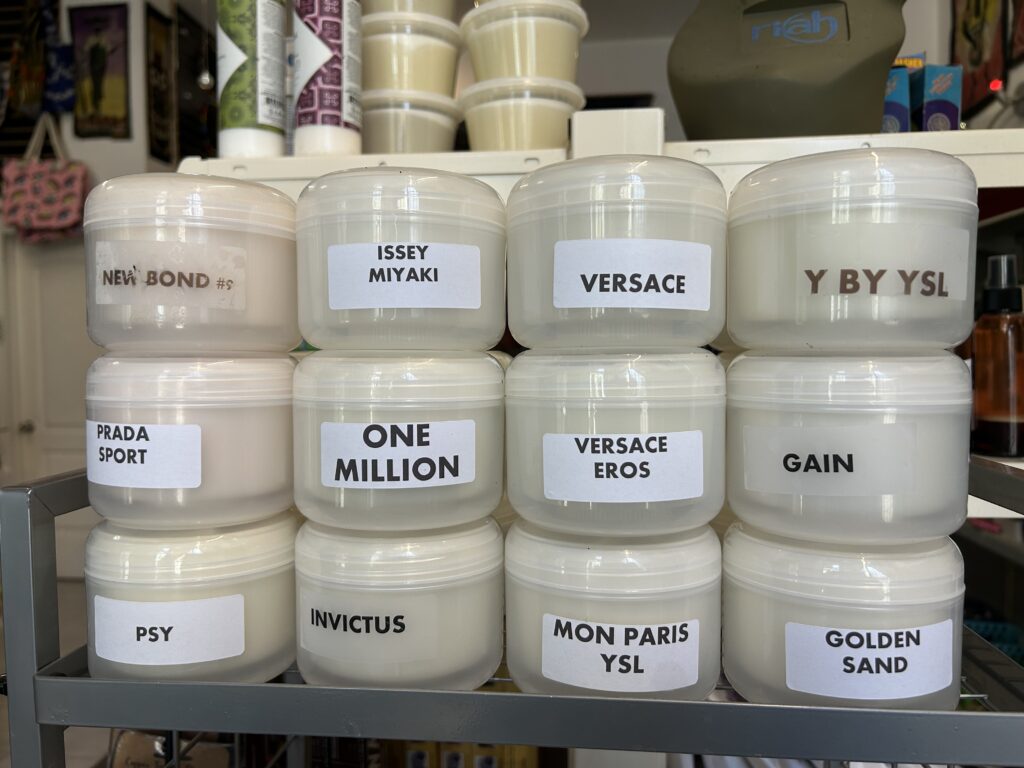 riah
NEW BOND #9
ISSEY
MIYAKI
VERSACE
Y BY YSL
PRADA
SPORT
ONE
MILLION
VERSACE
EROS
GAIN
PSY
INVICTUS
MON PARIS
YSL
GOLDEN
SAND